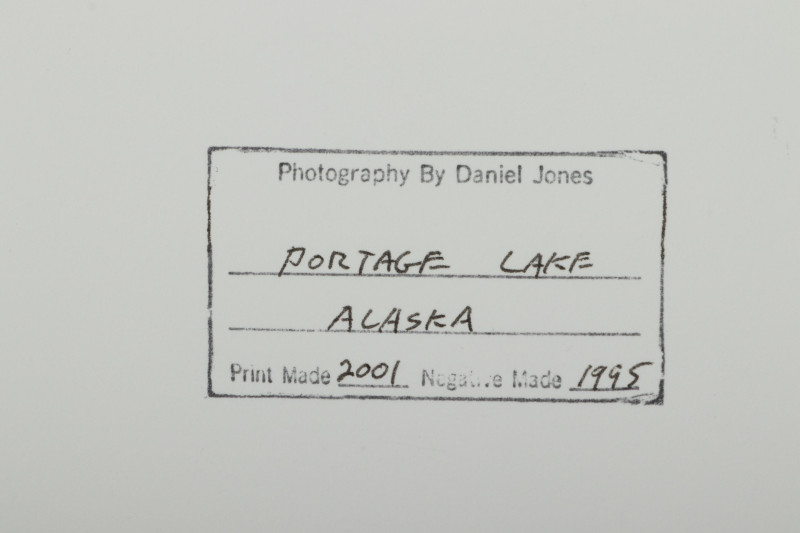 Photography By Daniel Jones
PORTAGE LAKE
ALASKA
Print Made 2001 Negative Made 1995